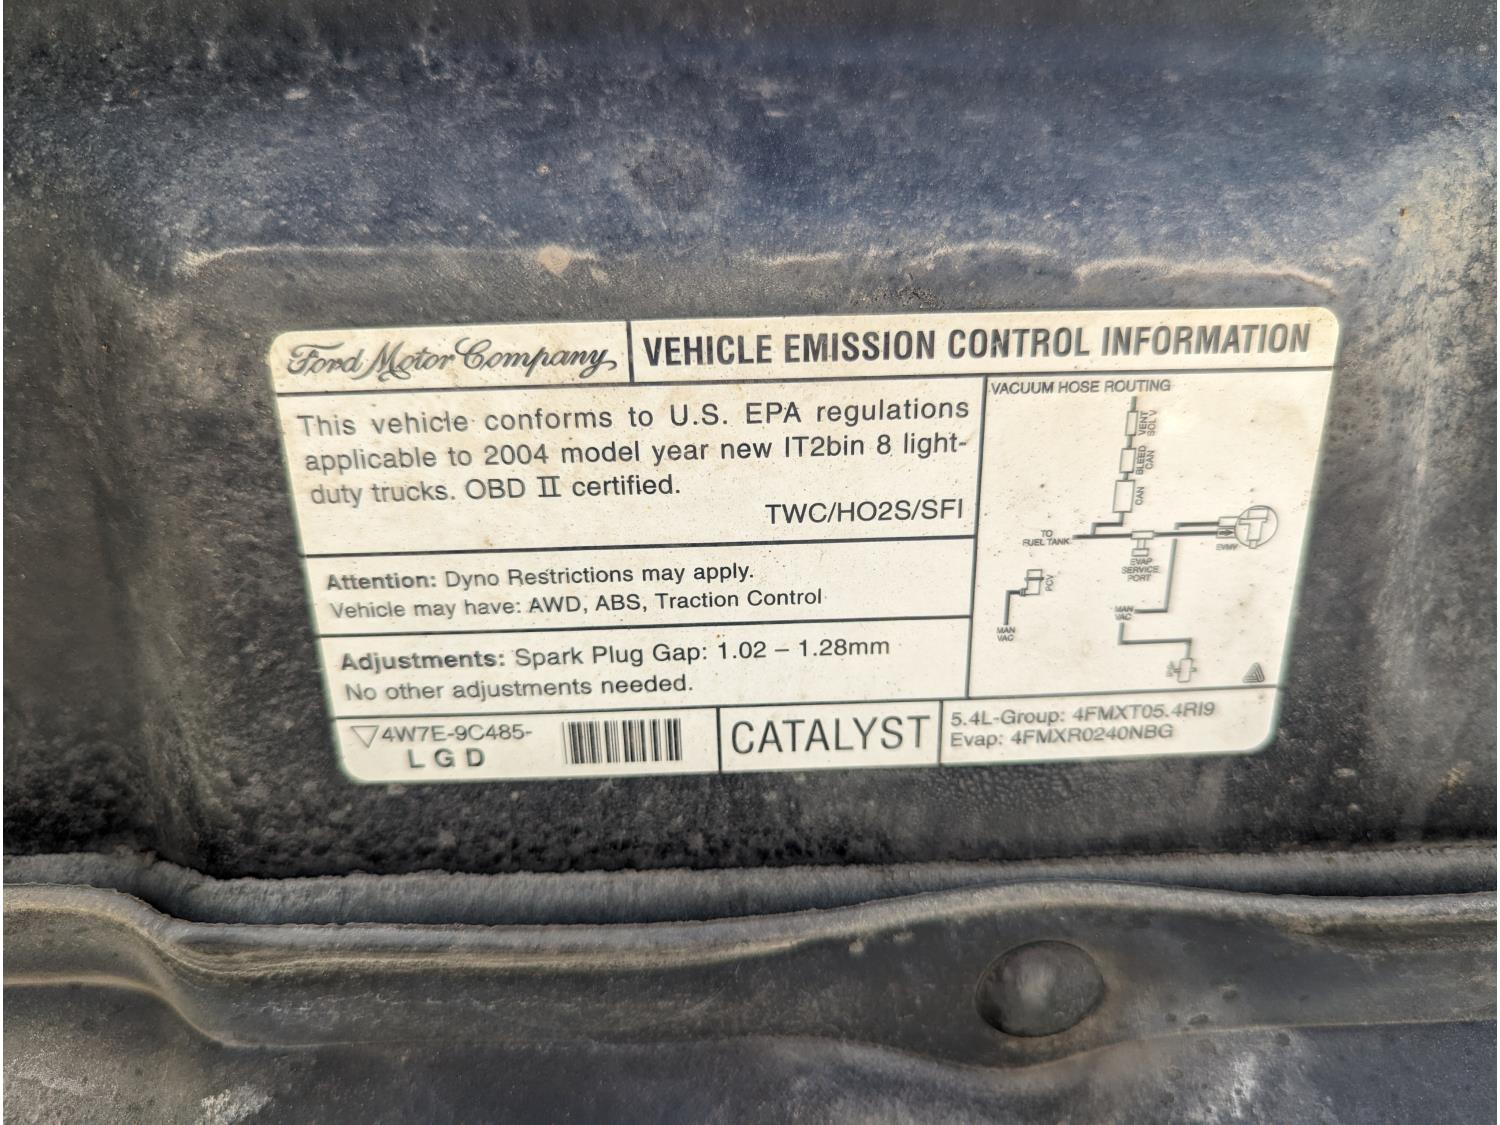 Ford Motor Company
VEHICLE EMISSION CONTROL INFORMATION
This vehicle conforms to U.S. EPA regulations
applicable to 2004 model year new IT2bin 8 light-
duty trucks. OBD II certified.
TWC/HO2S/SFI
Attention: Dyno Restrictions may apply.
Vehicle may have: AWD, ABS, Traction Control
Adjustments: Spark Plug Gap: 1.02 – 1.28mm
No other adjustments needed.
4W7E-9C485-
L G D
CATALYST
5.4L-Group: 4FMXT05.4RI9
Evap: 4FMXR0240NBG
VACUUM HOSE ROUTING
VENT
SOLV
BLEED
CAN
CAN
TO
FUEL TANK
EVAP
SERVICE
PORT
EVMV
PCV
MAN
VAC
MAN
VAC